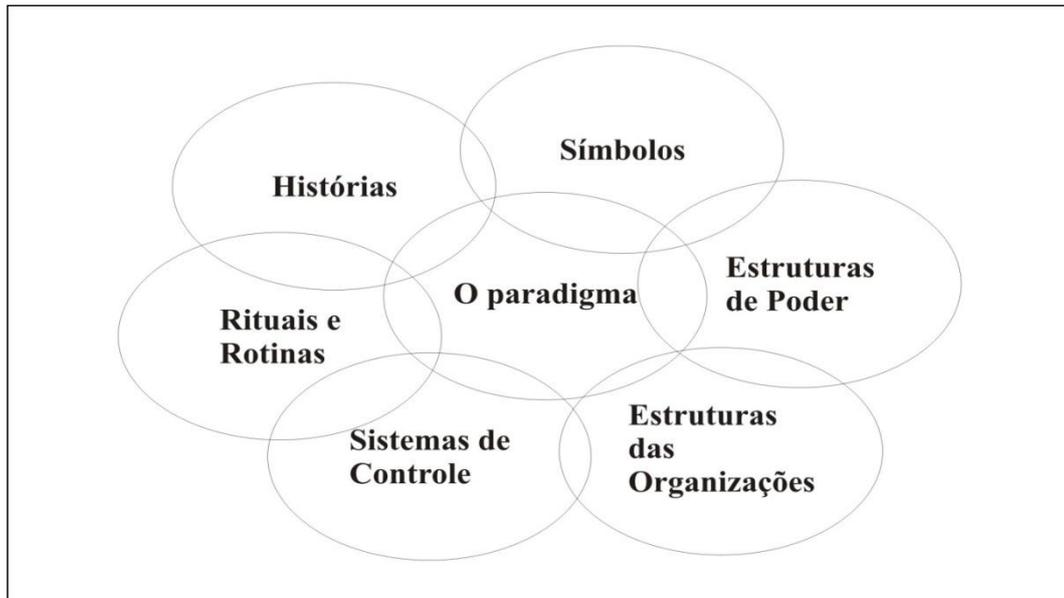 Símbolos
Histórias
Estruturas
de Poder
O paradigma
Rituais e
Rotinas
Estruturas
das
Organizações
Sistemas de
Controle